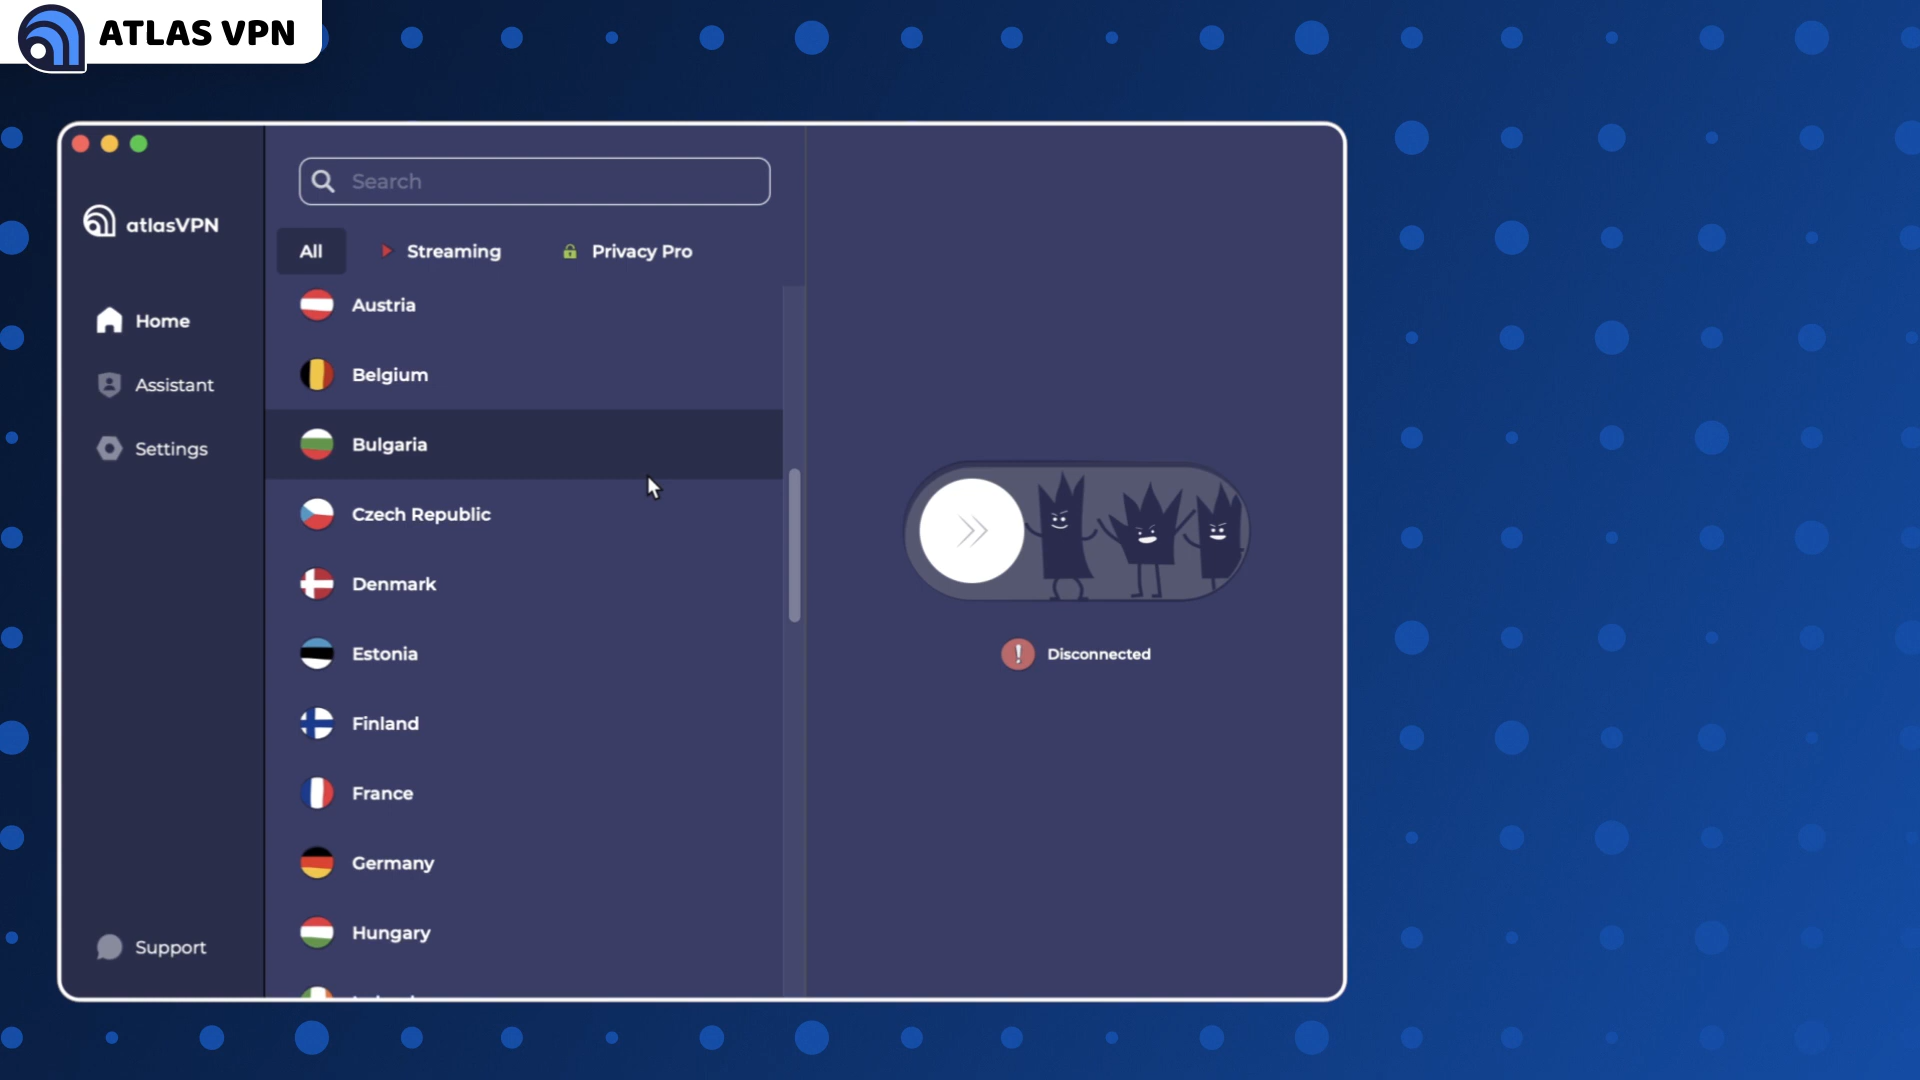 ATLAS VPN
atlasVPN
Home
Assistant
Settings
Support
Search
All
Streaming
Privacy Pro
Austria
Belgium
Bulgaria
Czech Republic
Denmark
Estonia
Finland
France
Germany
Hungary
Disconnected